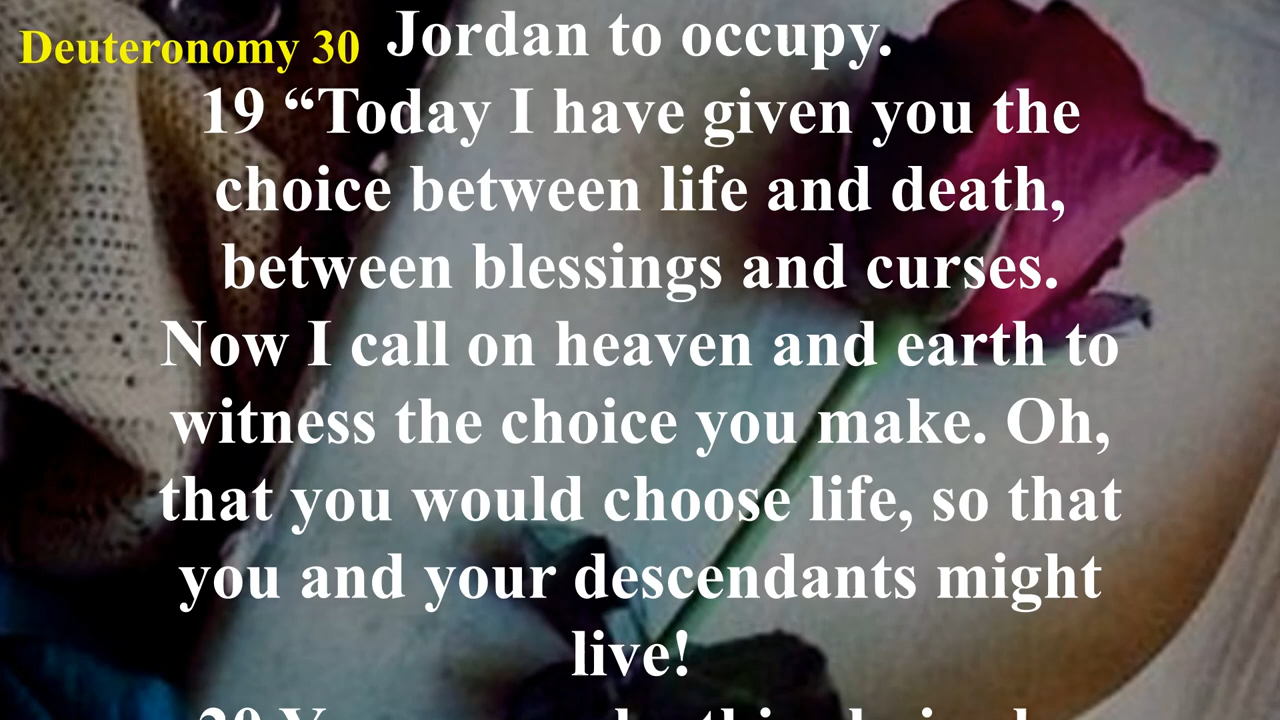 Deuteronomy 30
Jordan to occupy.
19 “Today I have given you the
choice between life and death,
between blessings and curses.
Now I call on heaven and earth to
witness the choice you make. Oh,
that you would choose life, so that
you and your descendants might
live!